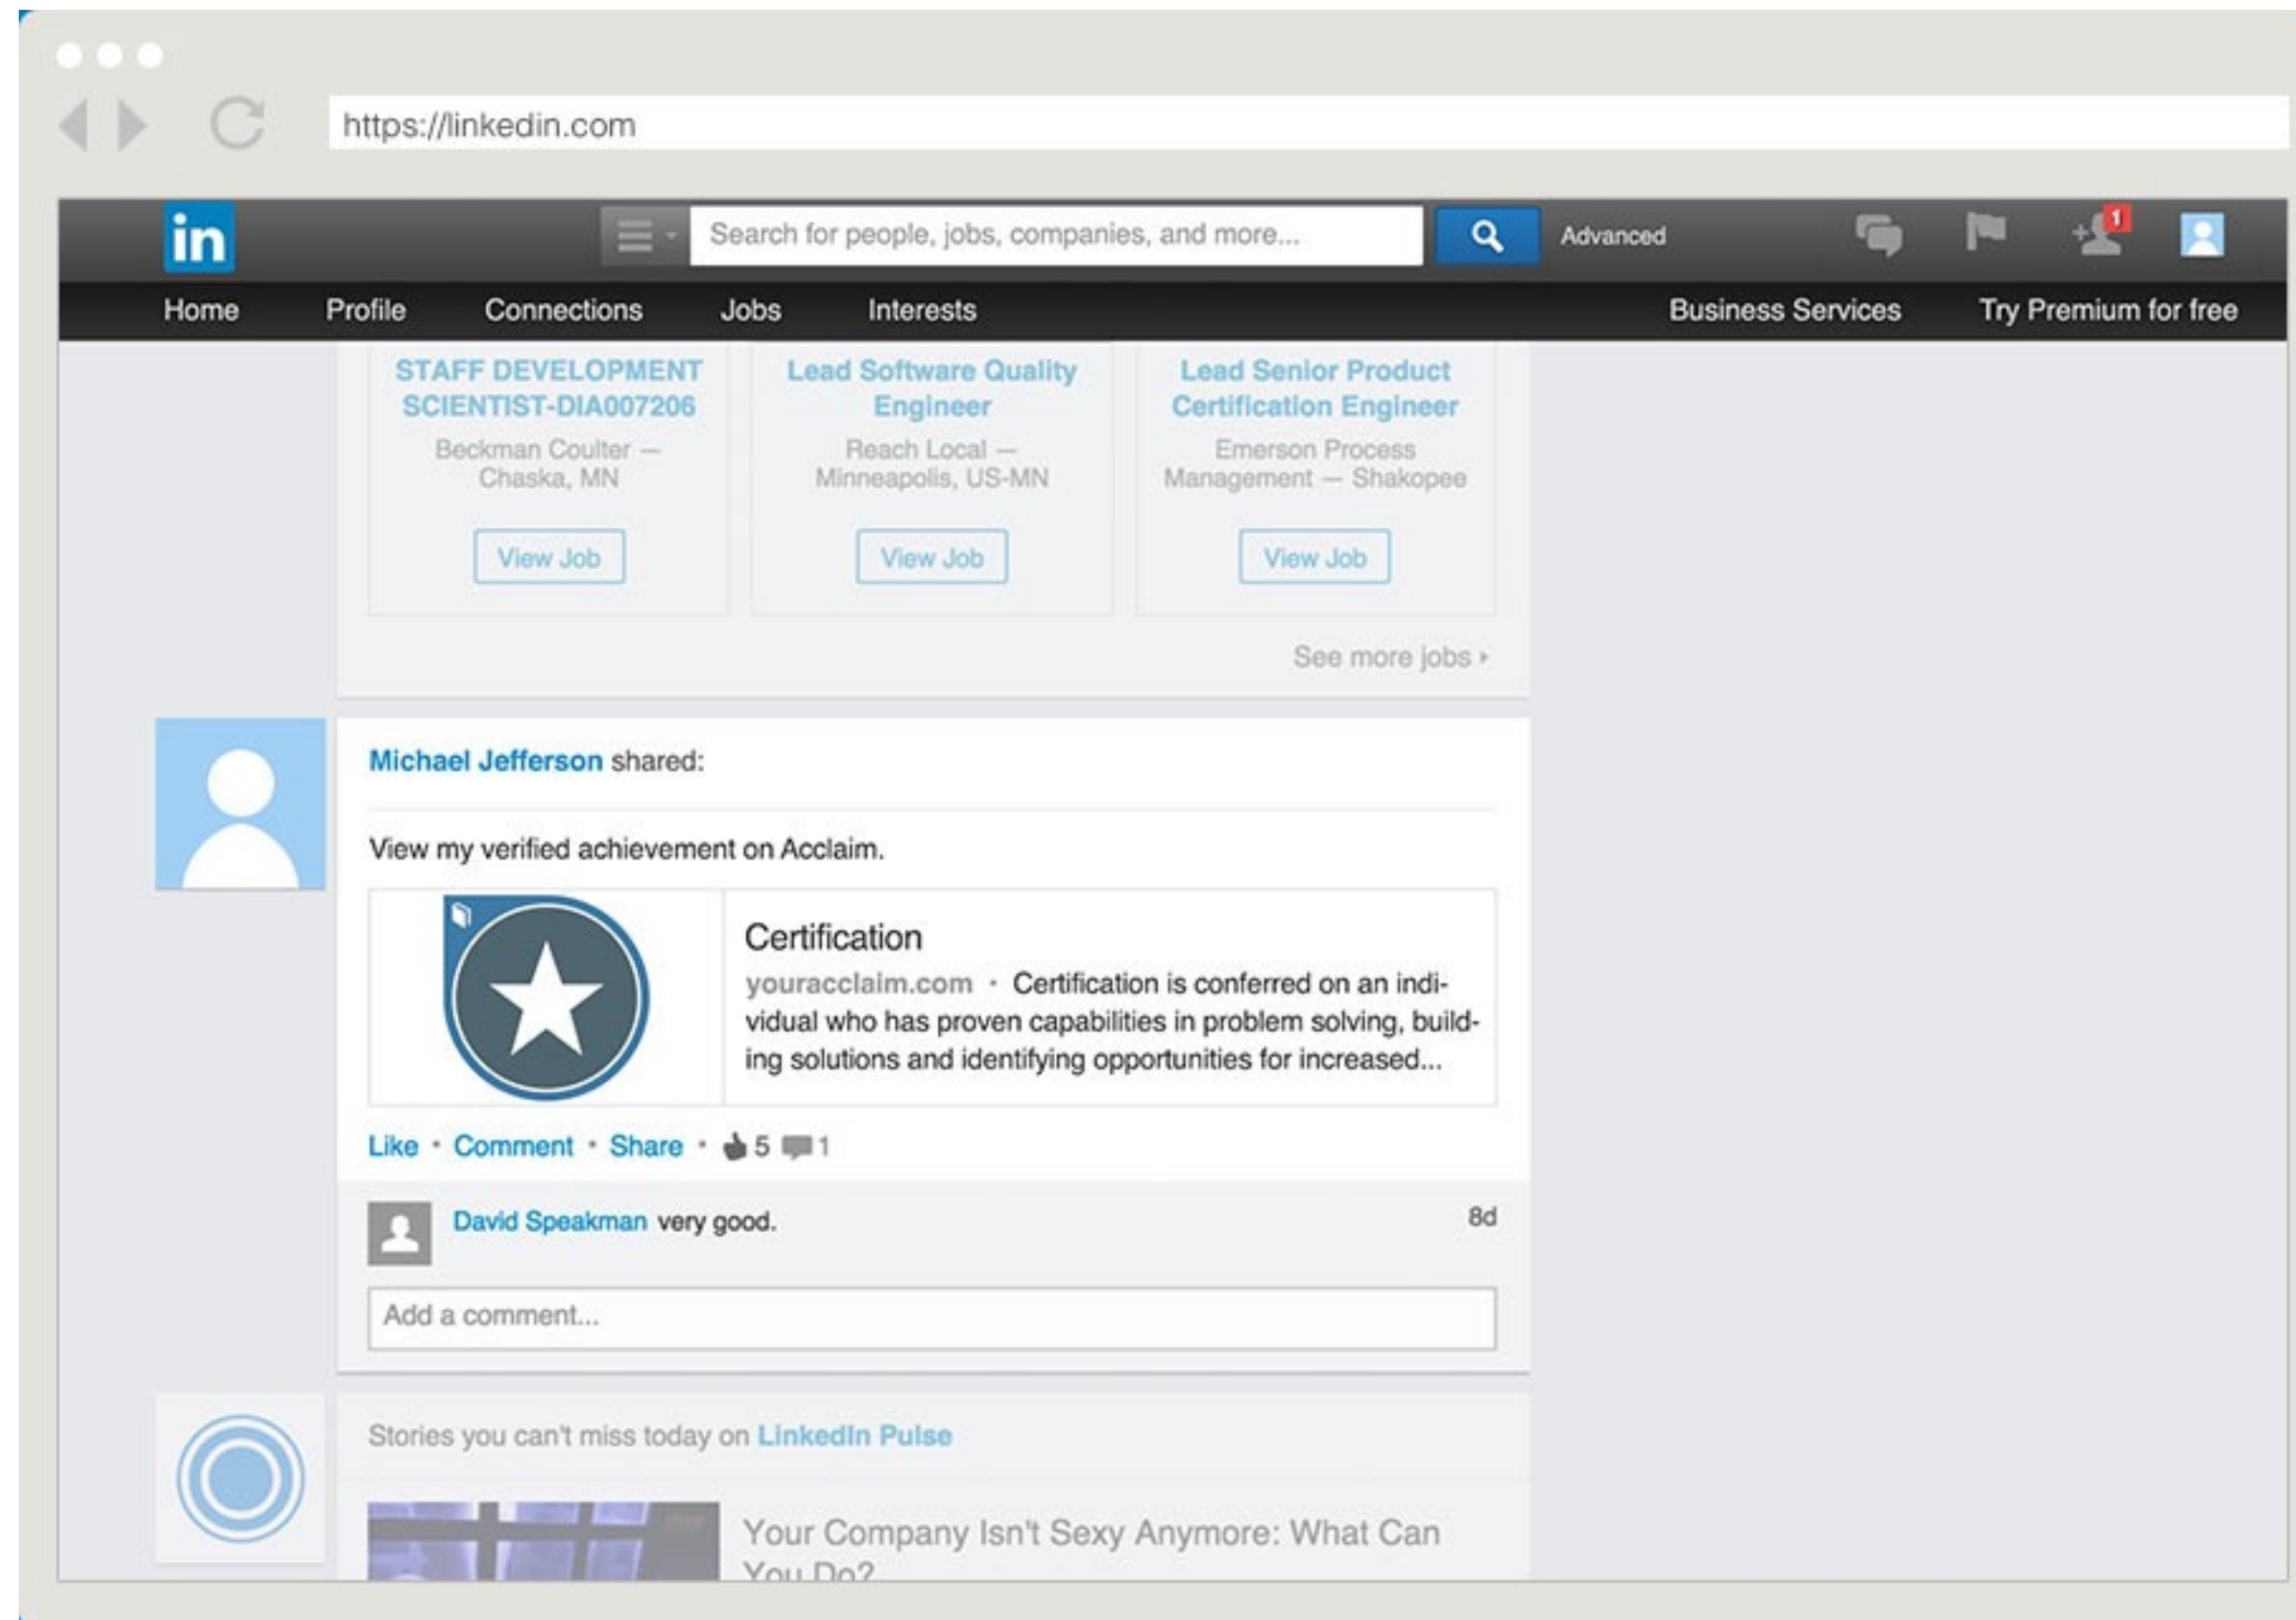 https://linkedin.com
in
Search for people, jobs, companies, and more...
Advanced
1
Home Profile Connections Jobs Interests Business Services Try Premium for free
STAFF DEVELOPMENT
SCIENTIST-DIA007206
Beckman Coulter —
Chaska, MN
View Job
Lead Software Quality
Engineer
Reach Local —
Minneapolis, US-MN
View Job
Lead Senior Product
Certification Engineer
Emerson Process
Management — Shakopee
View Job
See more jobs
Michael Jefferson shared:
View my verified achievement on Acclaim.
Certification
youracclaim.com · Certification is conferred on an indi-
vidual who has proven capabilities in problem solving, build-
ing solutions and identifying opportunities for increased...
Like · Comment · Share · 5 1
David Speakman very good. 8d
Add a comment...
Stories you can't miss today on LinkedIn Pulse
Your Company Isn't Sexy Anymore: What Can
You Do?